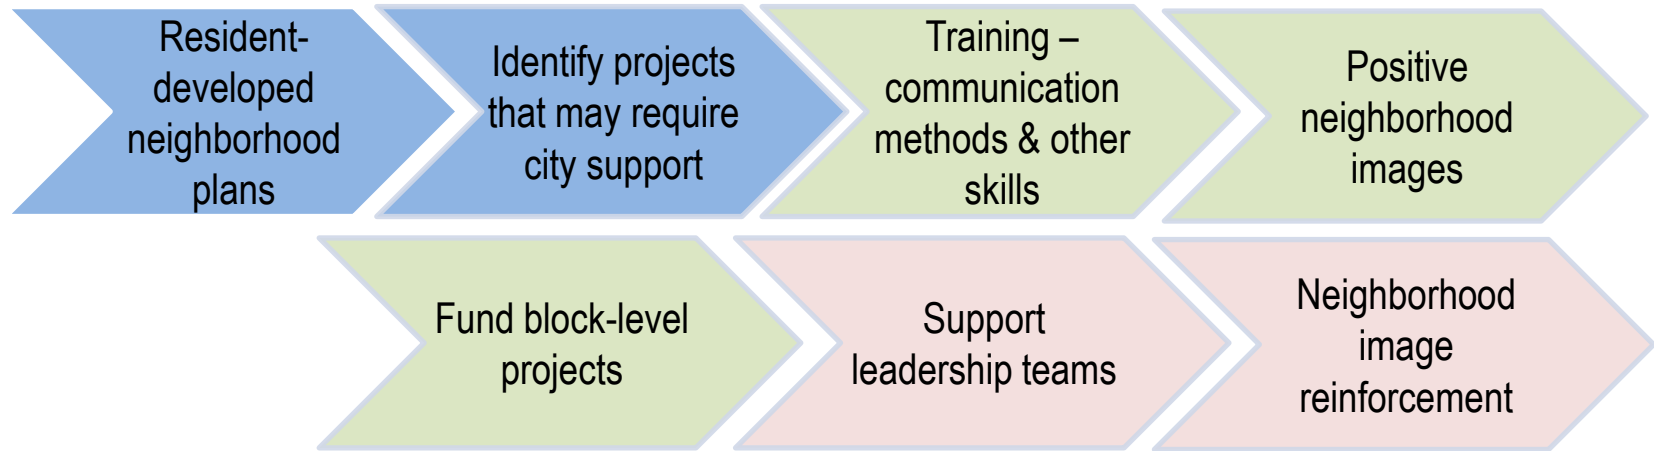 Resident-
developed
neighborhood
plans
Identify projects
that may require
city support
Training –
communication
methods & other
skills
Positive
neighborhood
images
Fund block-level
projects
Support
leadership teams
Neighborhood
image
reinforcement